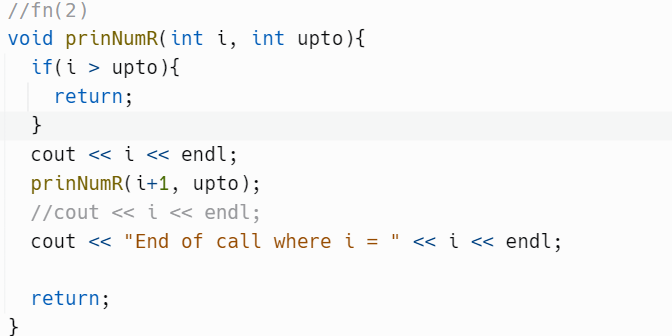 //fn(2)
void prinNumR(int i, int upto){
if(i > upto){
return;
}
cout << i << endl;
prinNumR(i+1, upto);
//cout << i << endl;
cout << "End of call where i = " << i << endl;
return;
}